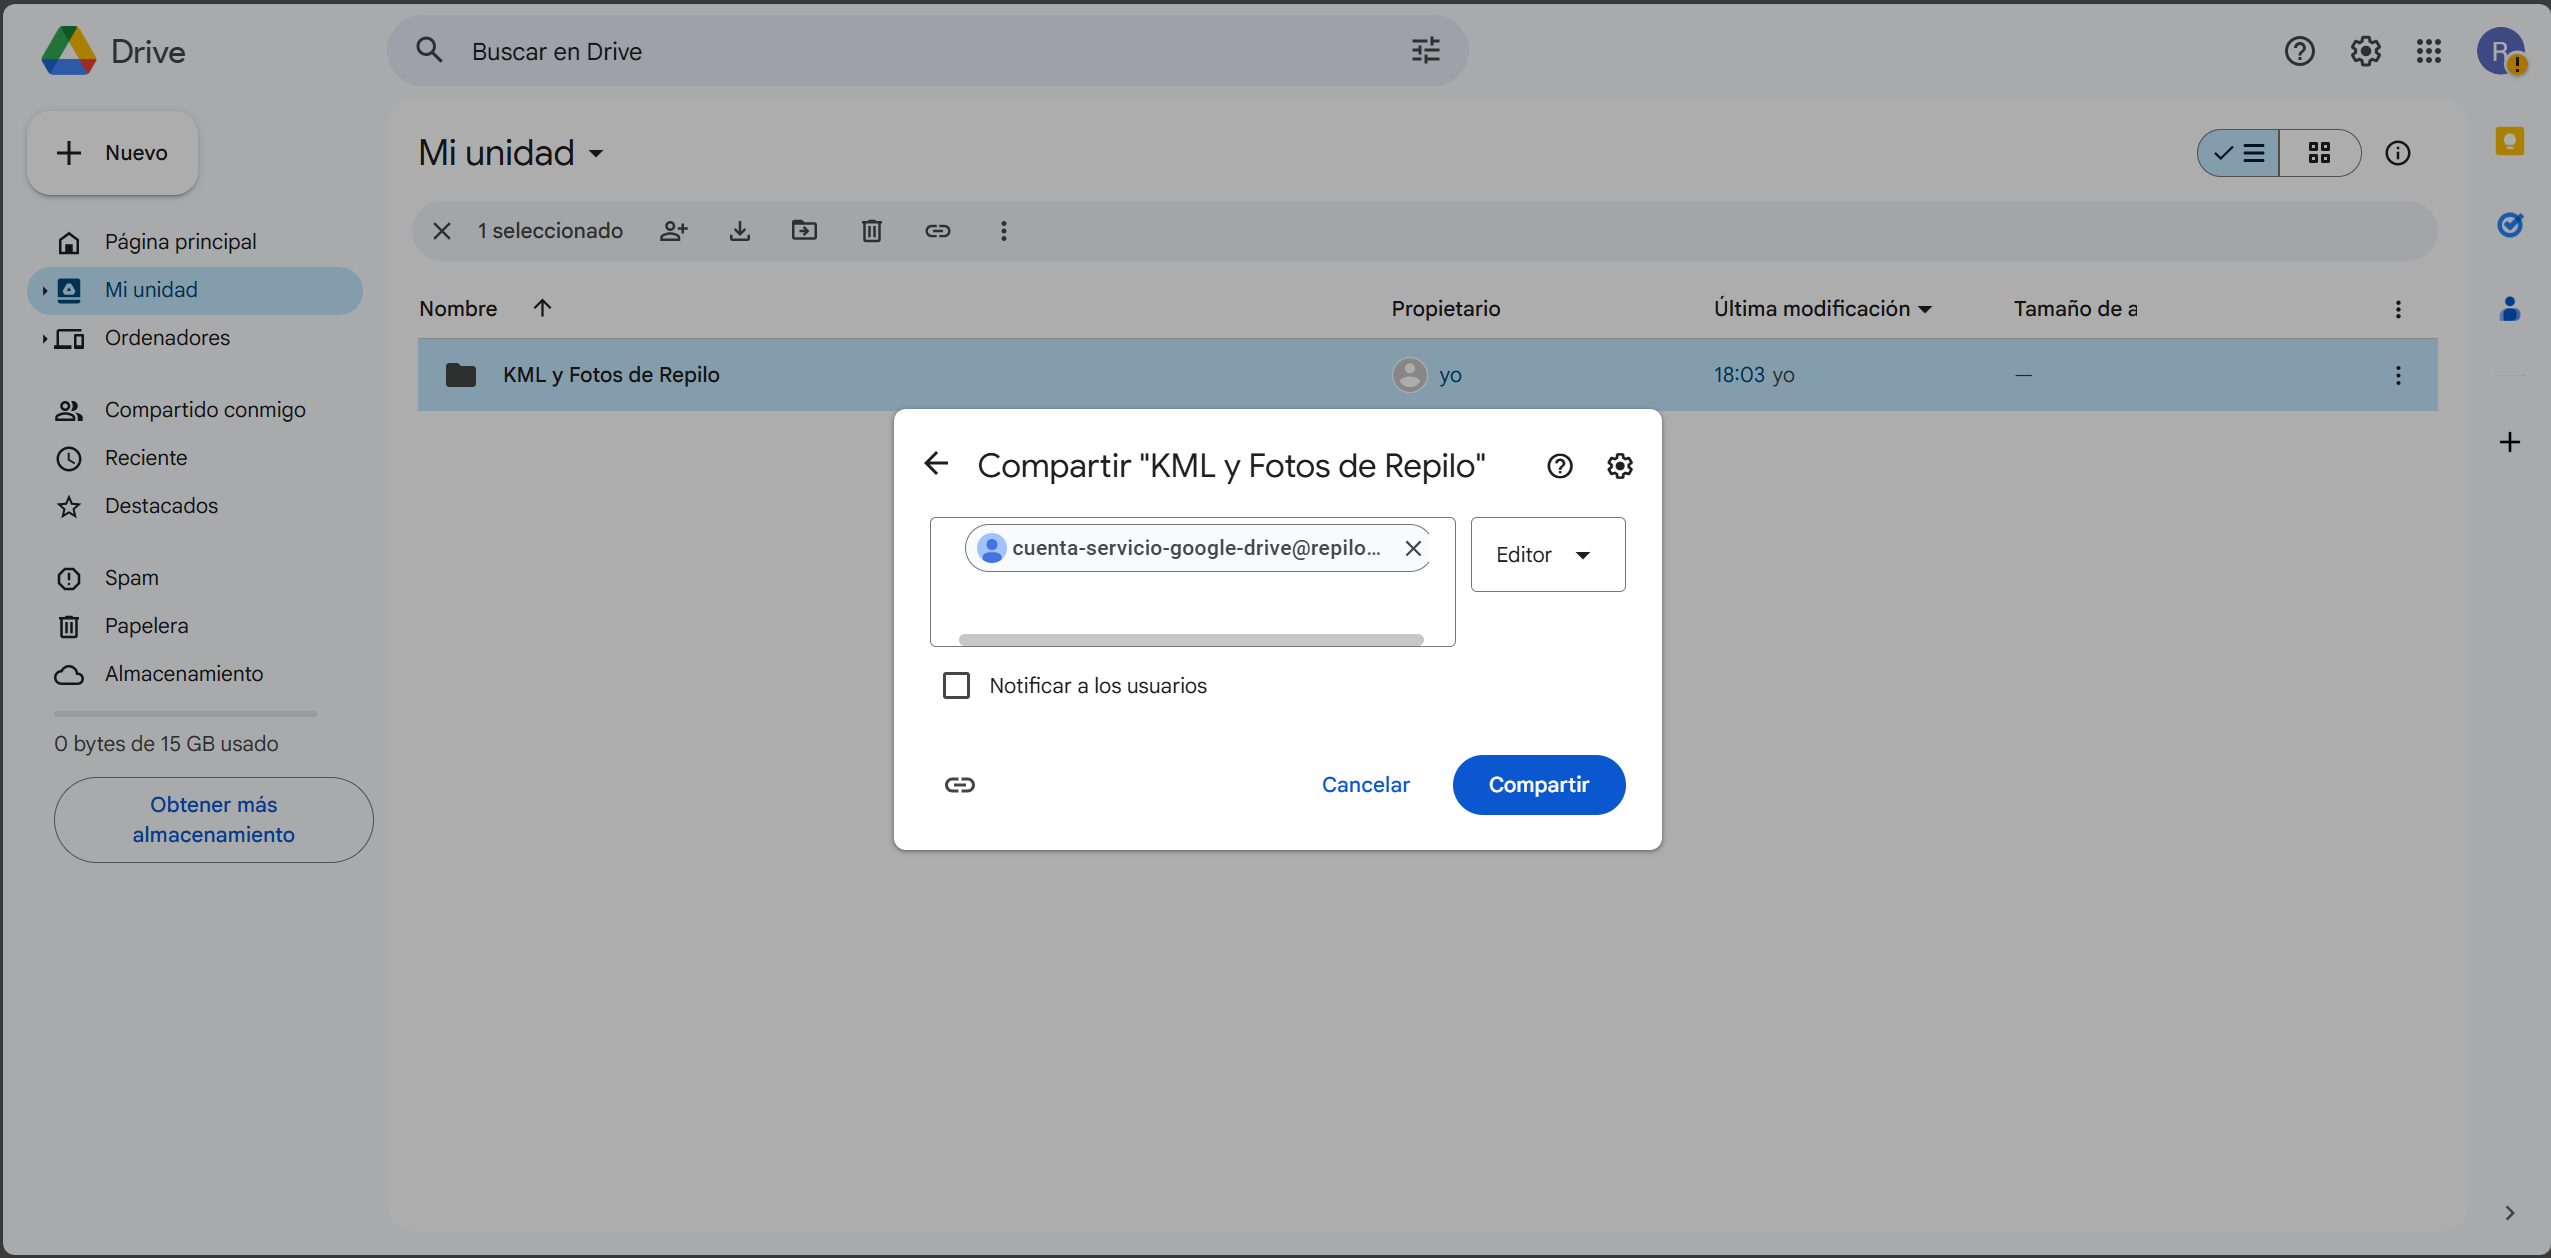 Drive
Buscar en Drive
R
Nuevo
Página principal
Mi unidad
Ordenadores
Compartido conmigo
Reciente
Destacados
Spam
Papelera
Almacenamiento
0 bytes de 15 GB usado
Obtener más
almacenamiento
Mi unidad
1 seleccionado
Nombre Propietario Última modificación Tamaño de a
KML y Fotos de Repilo yo 18:03 yo —
Compartir "KML y Fotos de Repilo"
cuenta-servicio-google-drive@repilo...
Editor
Notificar a los usuarios
Cancelar
Compartir